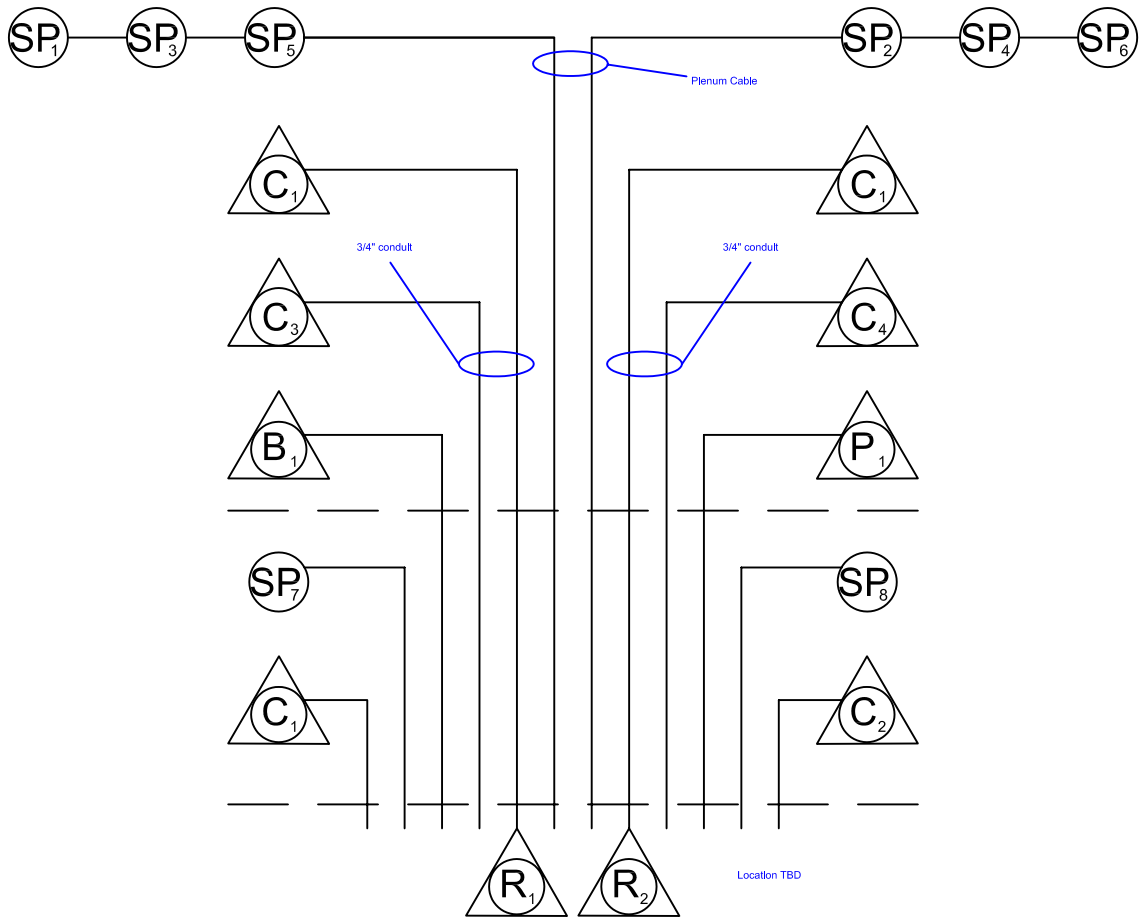 SP1 SP3 SP5 SP2 SP4 SP6
Plenum Cable
C1 C1
3/4" conduit 3/4" conduit
C3 C4
B1 P1
SP7 SP8
C1 C2
R1 R2
Location TBD